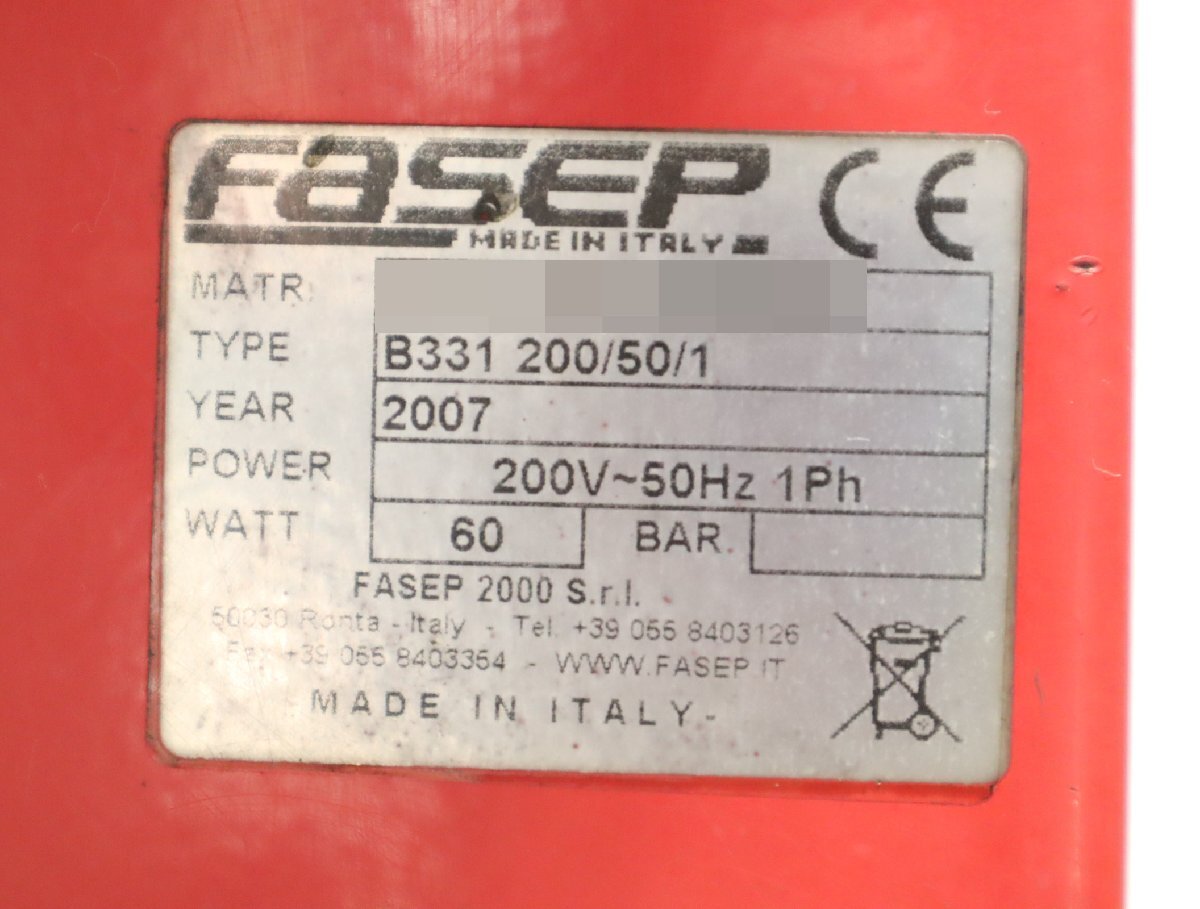 FASEP
MADE IN ITALY
CE
MATR.
TYPE B331 200/50/1
YEAR 2007
POWER 200V~50Hz 1Ph
WATT 60 BAR.
FASEP 2000 S.r.l.
50030 Ronta - Italy - Tel. +39 055 8403126
Fax +39 055 8403354 - WWW.FASEP.IT
MADE IN ITALY-